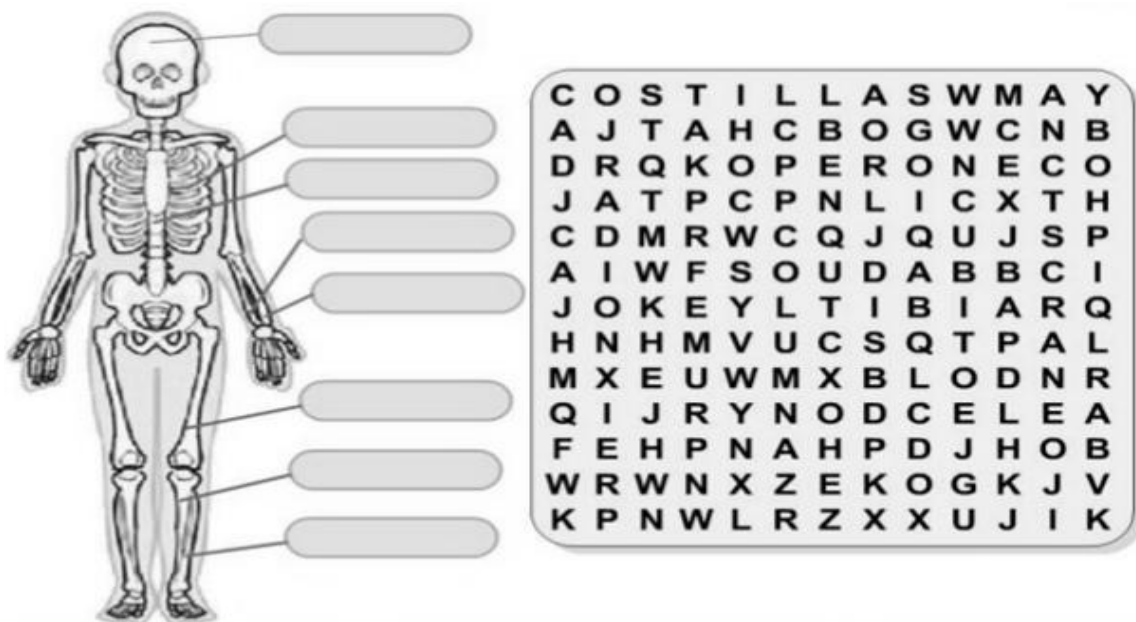 C O S T I L L A S W M A Y
A J T A H C B O G W C N B
D R Q K O P E R O N E C O
J A T P C P N L I C X T H
C D M R W C Q J Q U J S P
A I W F S O U D A B B C I
J O K E Y L T I B I A R Q
H N H M V U C S Q T P A L
M X E U W M X B L O D N R
Q I J R Y N O D C E L E A
F E H P N A H P D J H O B
W R W N X Z E K O G K J V
K P N W L R Z X X U J I K